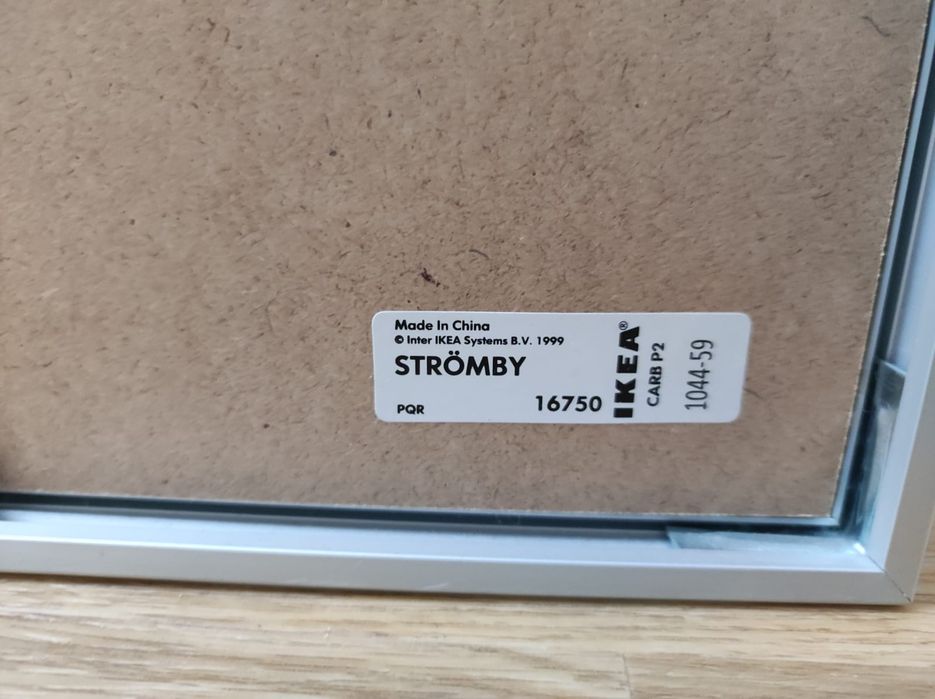 Made In China
© Inter IKEA Systems B.V. 1999
STRÖMBY
PQR 16750
IKEA®
CARB P2
1044-59